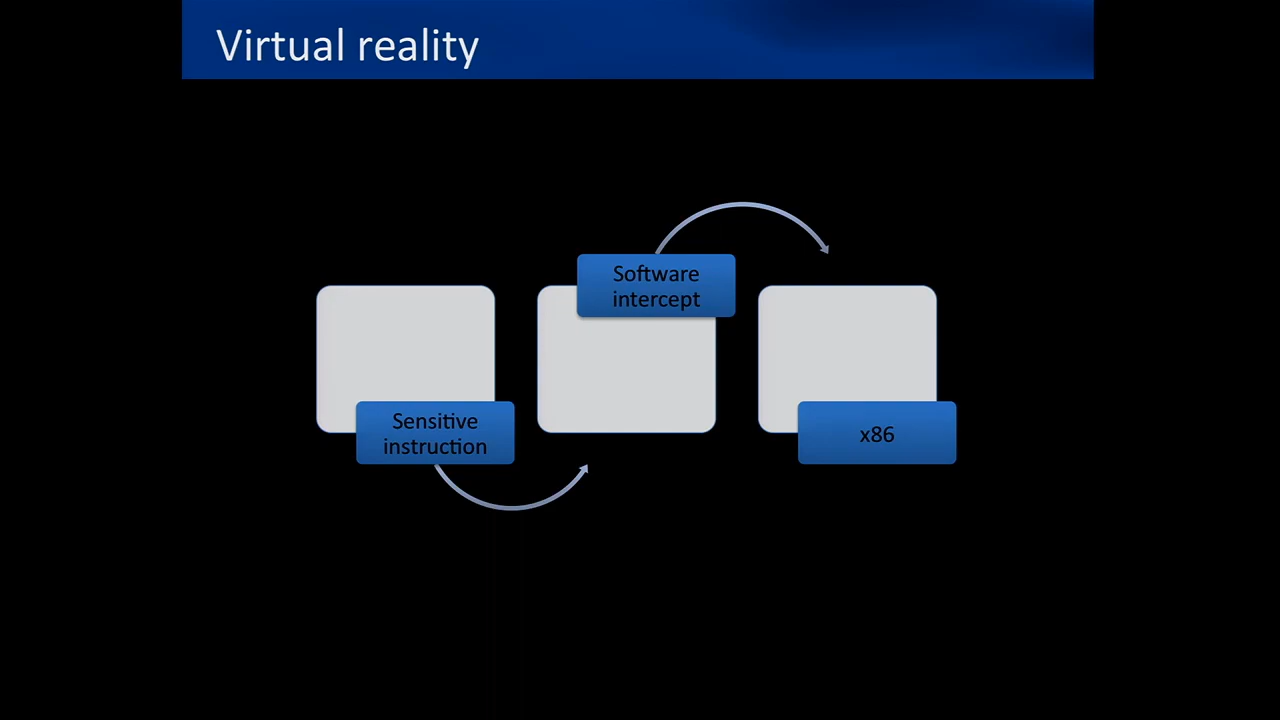 Virtual reality
Software
intercept
Sensitive
instruction
x86